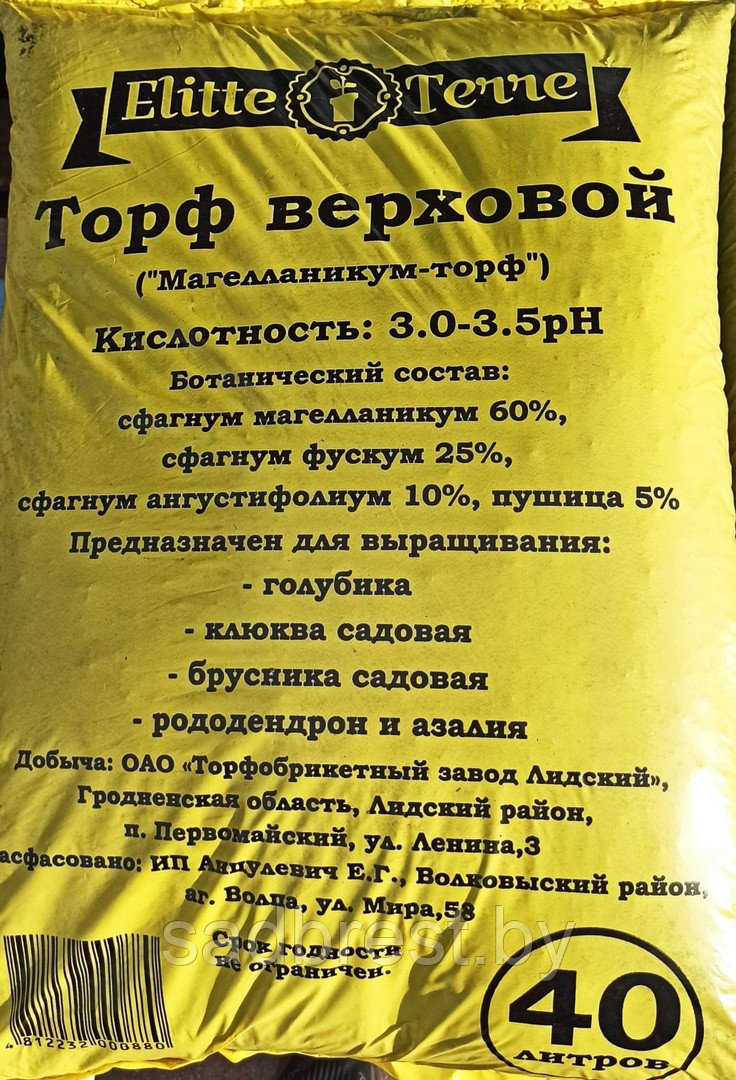 Elitte Terre
Торф верховой
("Магелланикум-торф")
Кислотность: 3.0-3.5pH
Ботанический состав:
сфагнум магелланикум 60%,
сфагнум фускум 25%,
сфагнум ангустифолиум 10%, пушица 5%
Предназначен для выращивания:
- голубика
- клюква садовая
- брусника садовая
- рододендрон и азалия
Добыча: ОАО «Торфобрикетный завод Лидский»,
Гродненская область, Лидский район,
п. Первомайский, ул. Ленина,3
асфасовано: ИП Анцулевич Е.Г., Волковыский район,
аг. Волпа, ул. Мира,58
sadbrest.by
Срок годности
не ограничен.
4 812232 000880
40
литров